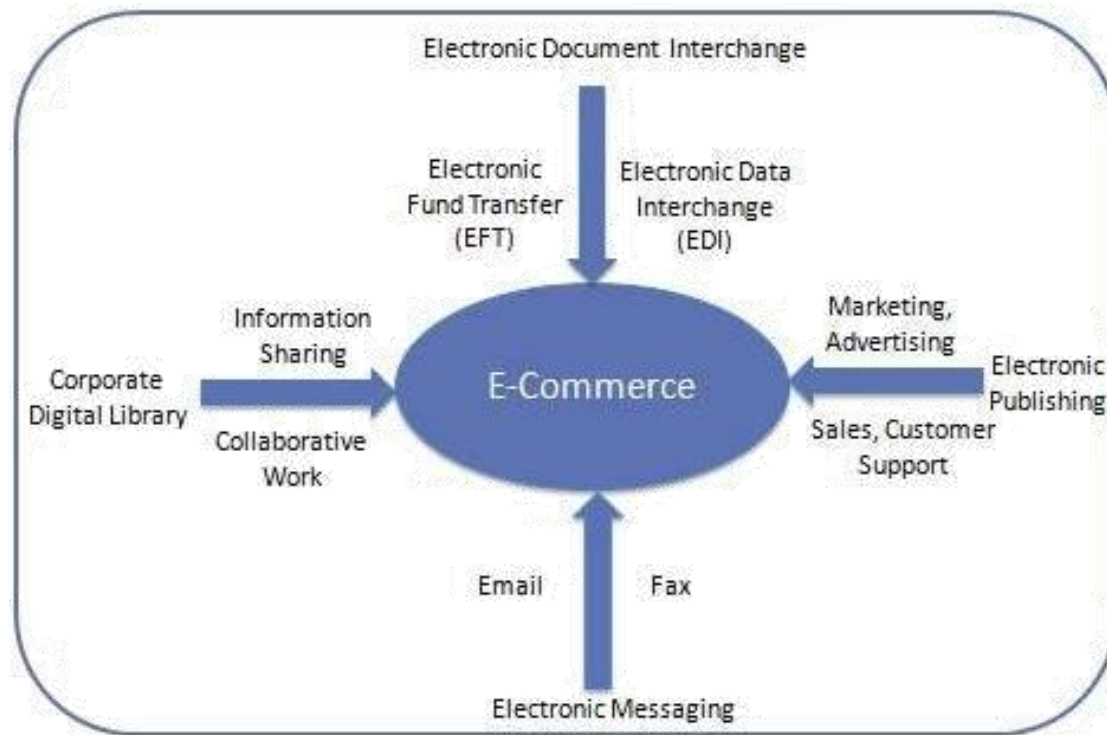 Electronic Document Interchange
Electronic
Fund Transfer
(EFT)
Electronic Data
Interchange
(EDI)
Information
Sharing
Corporate
Digital Library
Collaborative
Work
E-Commerce
Marketing,
Advertising
Electronic
Publishing
Sales, Customer
Support
Email
Fax
Electronic Messaging